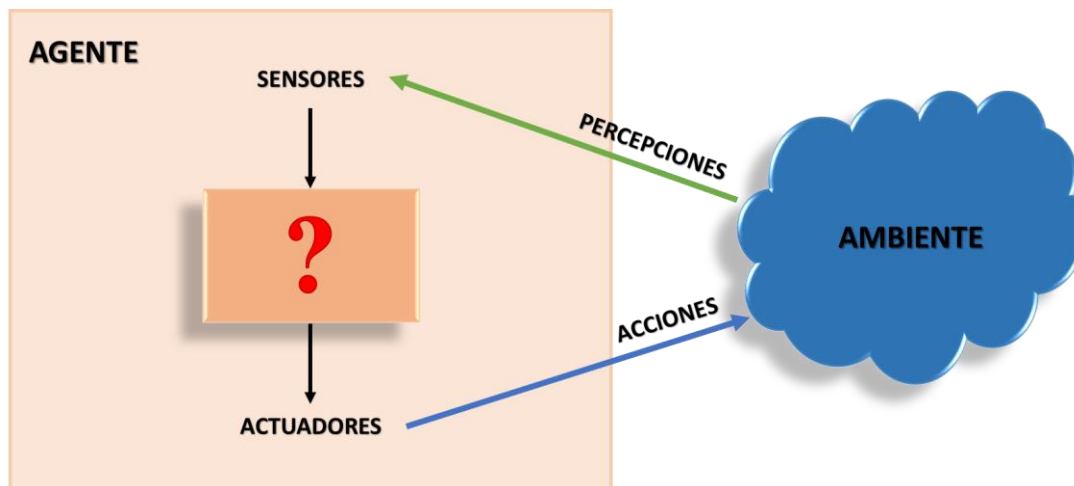 AGENTE
SENSORES
PERCEPCIONES
?
AMBIENTE
ACCIONES
ACTUADORES